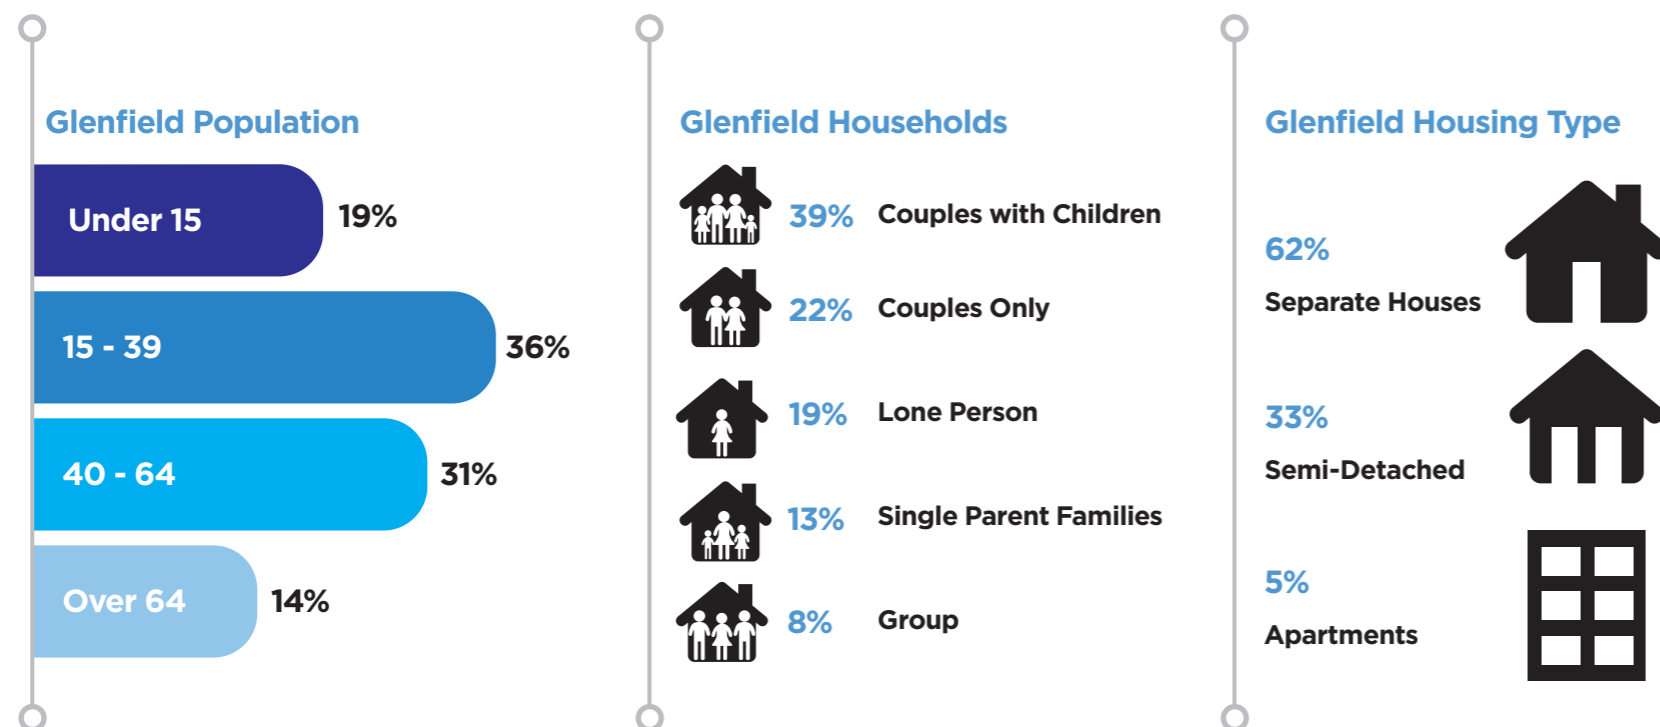 Glenfield Population
Under 15
19%
15 - 39
36%
40 - 64
31%
Over 64
14%
Glenfield Households
39% Couples with Children
22% Couples Only
19% Lone Person
13% Single Parent Families
8% Group
Glenfield Housing Type
62%
Separate Houses
33%
Semi-Detached
5%
Apartments